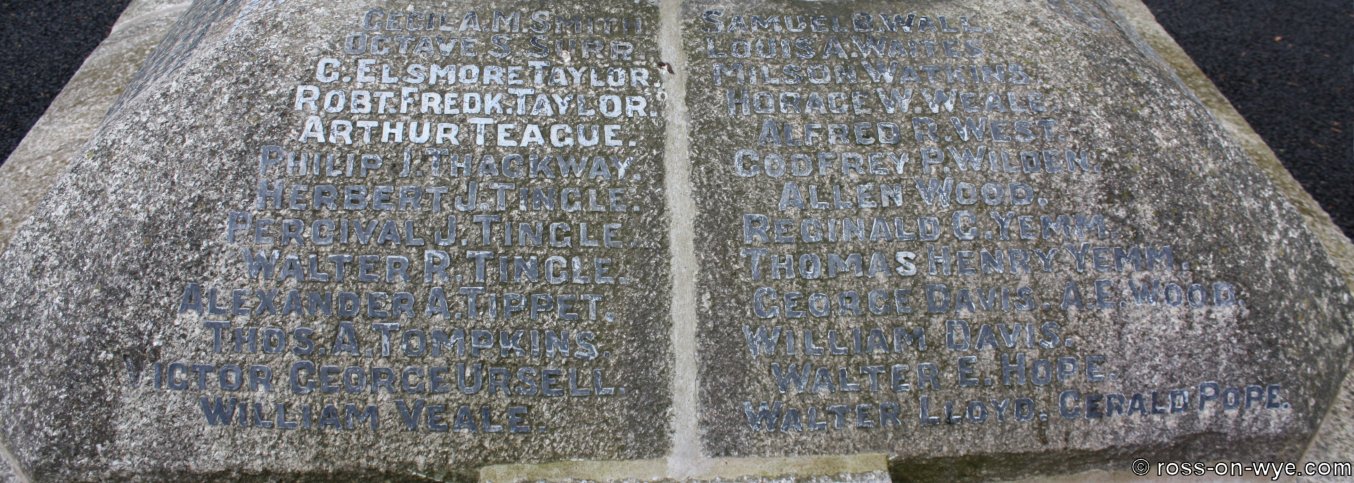 CECIL A.M. SMITH
OCTAVE S. SURR.
C. ELSMORE TAYLOR.
ROBT. FREDK. TAYLOR.
ARTHUR TEAGUE.
PHILIP J. THACKWAY.
HERBERT J. TINGLE.
PERCIVAL J. TINGLE.
WALTER R. TINGLE.
ALEXANDER A. TIPPET.
THOS. A. TOMPKINS.
VICTOR GEORGE URSELL.
WILLIAM VEALE.
SAMUEL G. WALL.
LOUIS A. WAITES.
MILSON WATKINS.
HORACE W. WEALE.
ALFRED R. WEST.
GODFREY P. WILDEN.
ALLEN WOOD.
REGINALD G. YEMM.
THOMAS HENRY YEMM.
GEORGE DAVIS. A.E. WOOD.
WILLIAM DAVIS.
WALTER E. HOPE.
WALTER LLOYD. GERALD POPE.
© ross-on-wye.com